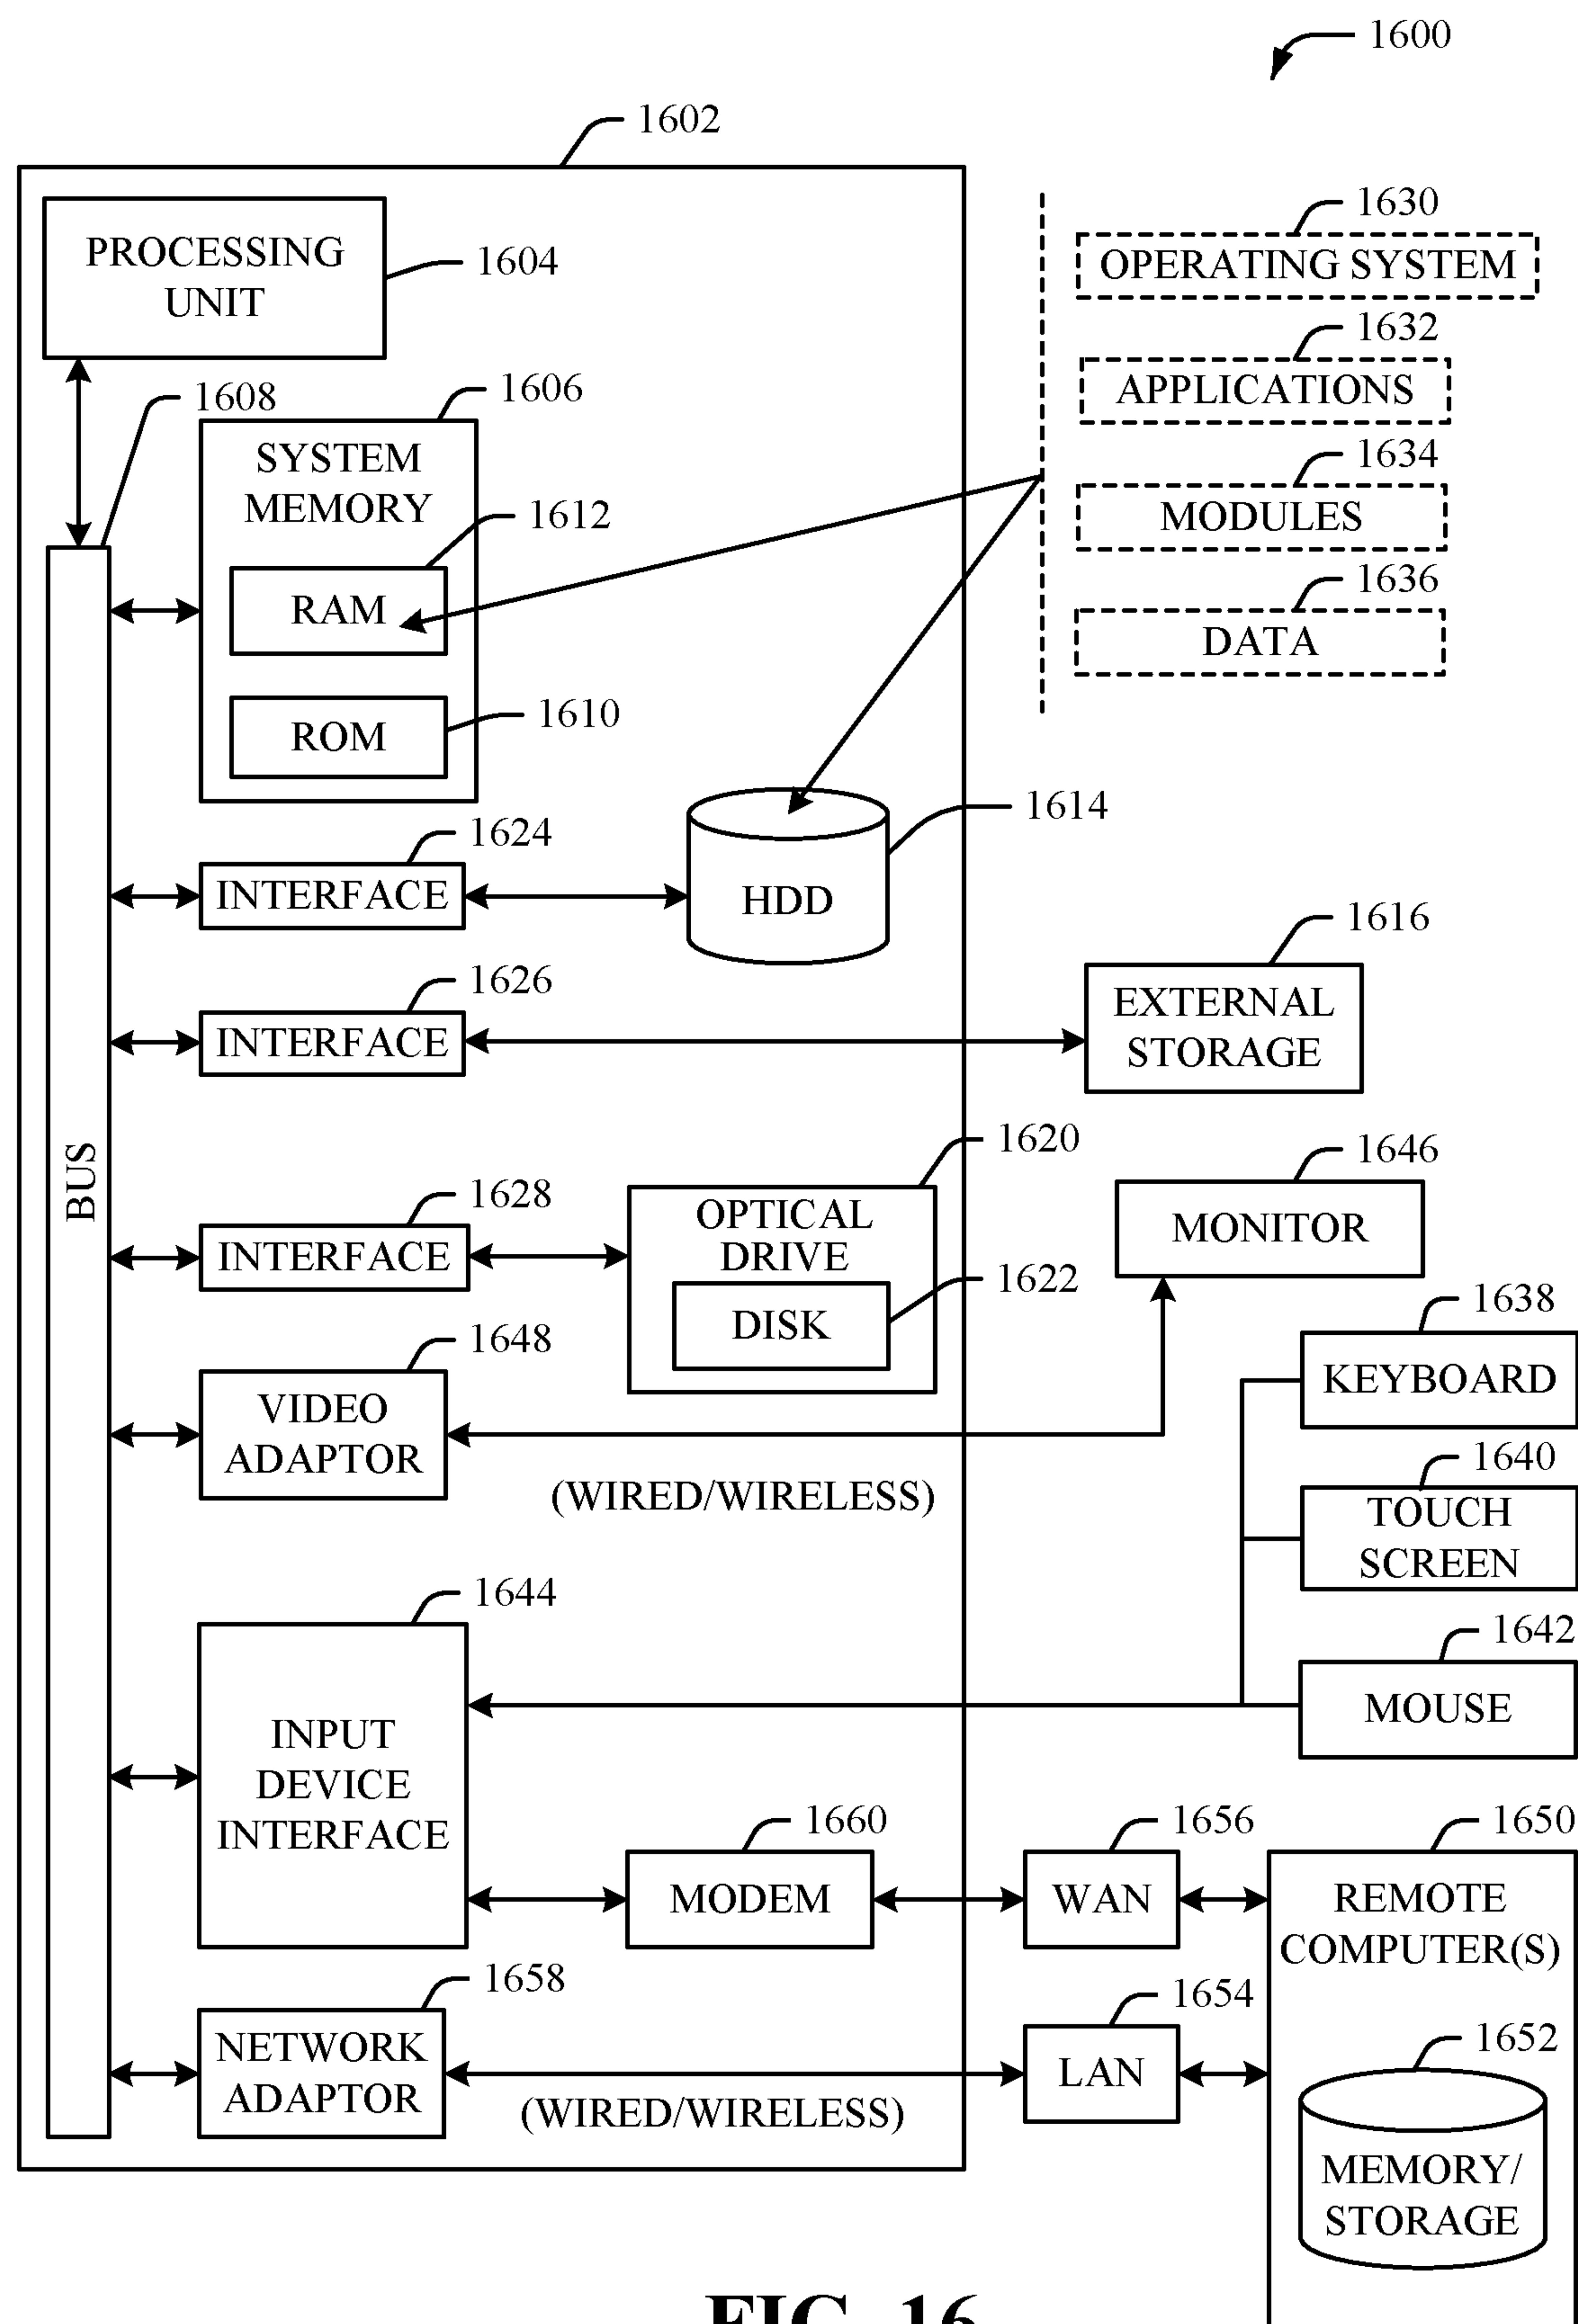 1600
1602
PROCESSING
UNIT
1604
1630
OPERATING SYSTEM
1632
APPLICATIONS
1634
MODULES
1636
DATA
1608
1606
SYSTEM
MEMORY
1612
RAM
1610
ROM
1614
HDD
1624
INTERFACE
1616
EXTERNAL
STORAGE
1626
INTERFACE
BUS
1620
OPTICAL
DRIVE
1622
DISK
1628
INTERFACE
1646
MONITOR
1638
KEYBOARD
1648
VIDEO
ADAPTOR
(WIRED/WIRELESS)
1640
TOUCH
SCREEN
1642
MOUSE
1644
INPUT
DEVICE
INTERFACE
1660
MODEM
1656
WAN
1650
REMOTE
COMPUTER(S)
1658
NETWORK
ADAPTOR
(WIRED/WIRELESS)
1654
LAN
1652
MEMORY/
STORAGE
FIG. 16